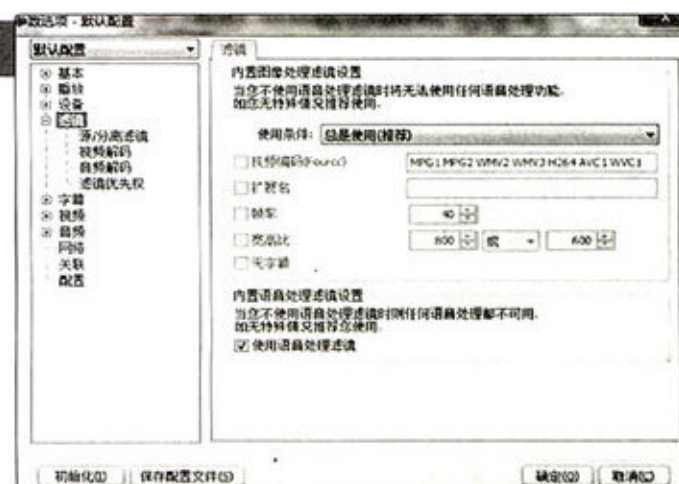 参数选项 - 默认配置
默认配置
基本
播放
设备
滤镜
源/分离滤镜
视频解码
音频解码
滤镜优先权
字幕
视频
音频
网络
关联
配置
滤镜
内置图像处理滤镜设置
当您不使用语音处理滤镜时将无法使用任何语音处理功能.
如您无特殊情况推荐使用.
使用条件: 总是使用(推荐)
视频编码(Fourcc) MPG1 MPG2 WMV2 WMV3 H264 AVC1 WVC1
扩展名
帧率 40
宽高比 800 或 600
无字幕
内置语音处理滤镜设置
当您不使用语音处理滤镜时则任何语音处理都不可用.
如无特殊情况推荐您使用.
使用语音处理滤镜
初始化(I) 保存配置文件(S) 确定(O) 取消(C)